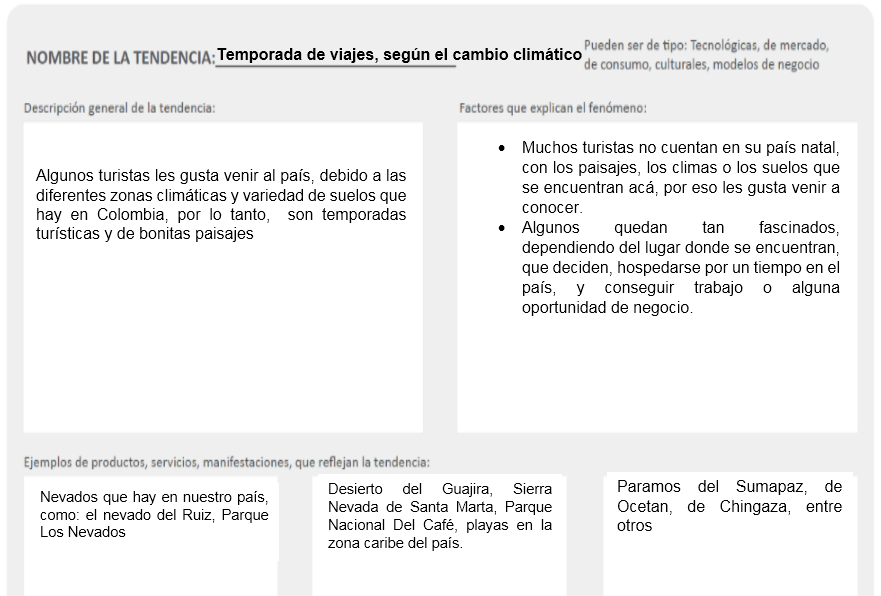 NOMBRE DE LA TENDENCIA: Temporada de viajes, según el cambio climático
Pueden ser de tipo: Tecnológicas, de mercado,
de consumo, culturales, modelos de negocio
Descripción general de la tendencia:
Algunos turistas les gusta venir al país, debido a las
diferentes zonas climáticas y variedad de suelos que
hay en Colombia, por lo tanto, son temporadas
turísticas y de bonitas paisajes
Factores que explican el fenómeno:
• Muchos turistas no cuentan en su país natal,
con los paisajes, los climas o los suelos que
se encuentran acá, por eso les gusta venir a
conocer.
• Algunos quedan tan fascinados,
dependiendo del lugar donde se encuentran,
que deciden, hospedarse por un tiempo en el
país, y conseguir trabajo o alguna
oportunidad de negocio.
Ejemplos de productos, servicios, manifestaciones, que reflejan la tendencia:
Nevados que hay en nuestro país,
como: el nevado del Ruiz, Parque
Los Nevados
Desierto del Guajira, Sierra
Nevada de Santa Marta, Parque
Nacional Del Café, playas en la
zona caribe del país.
Paramos del Sumapaz, de
Ocetan, de Chingaza, entre
otros